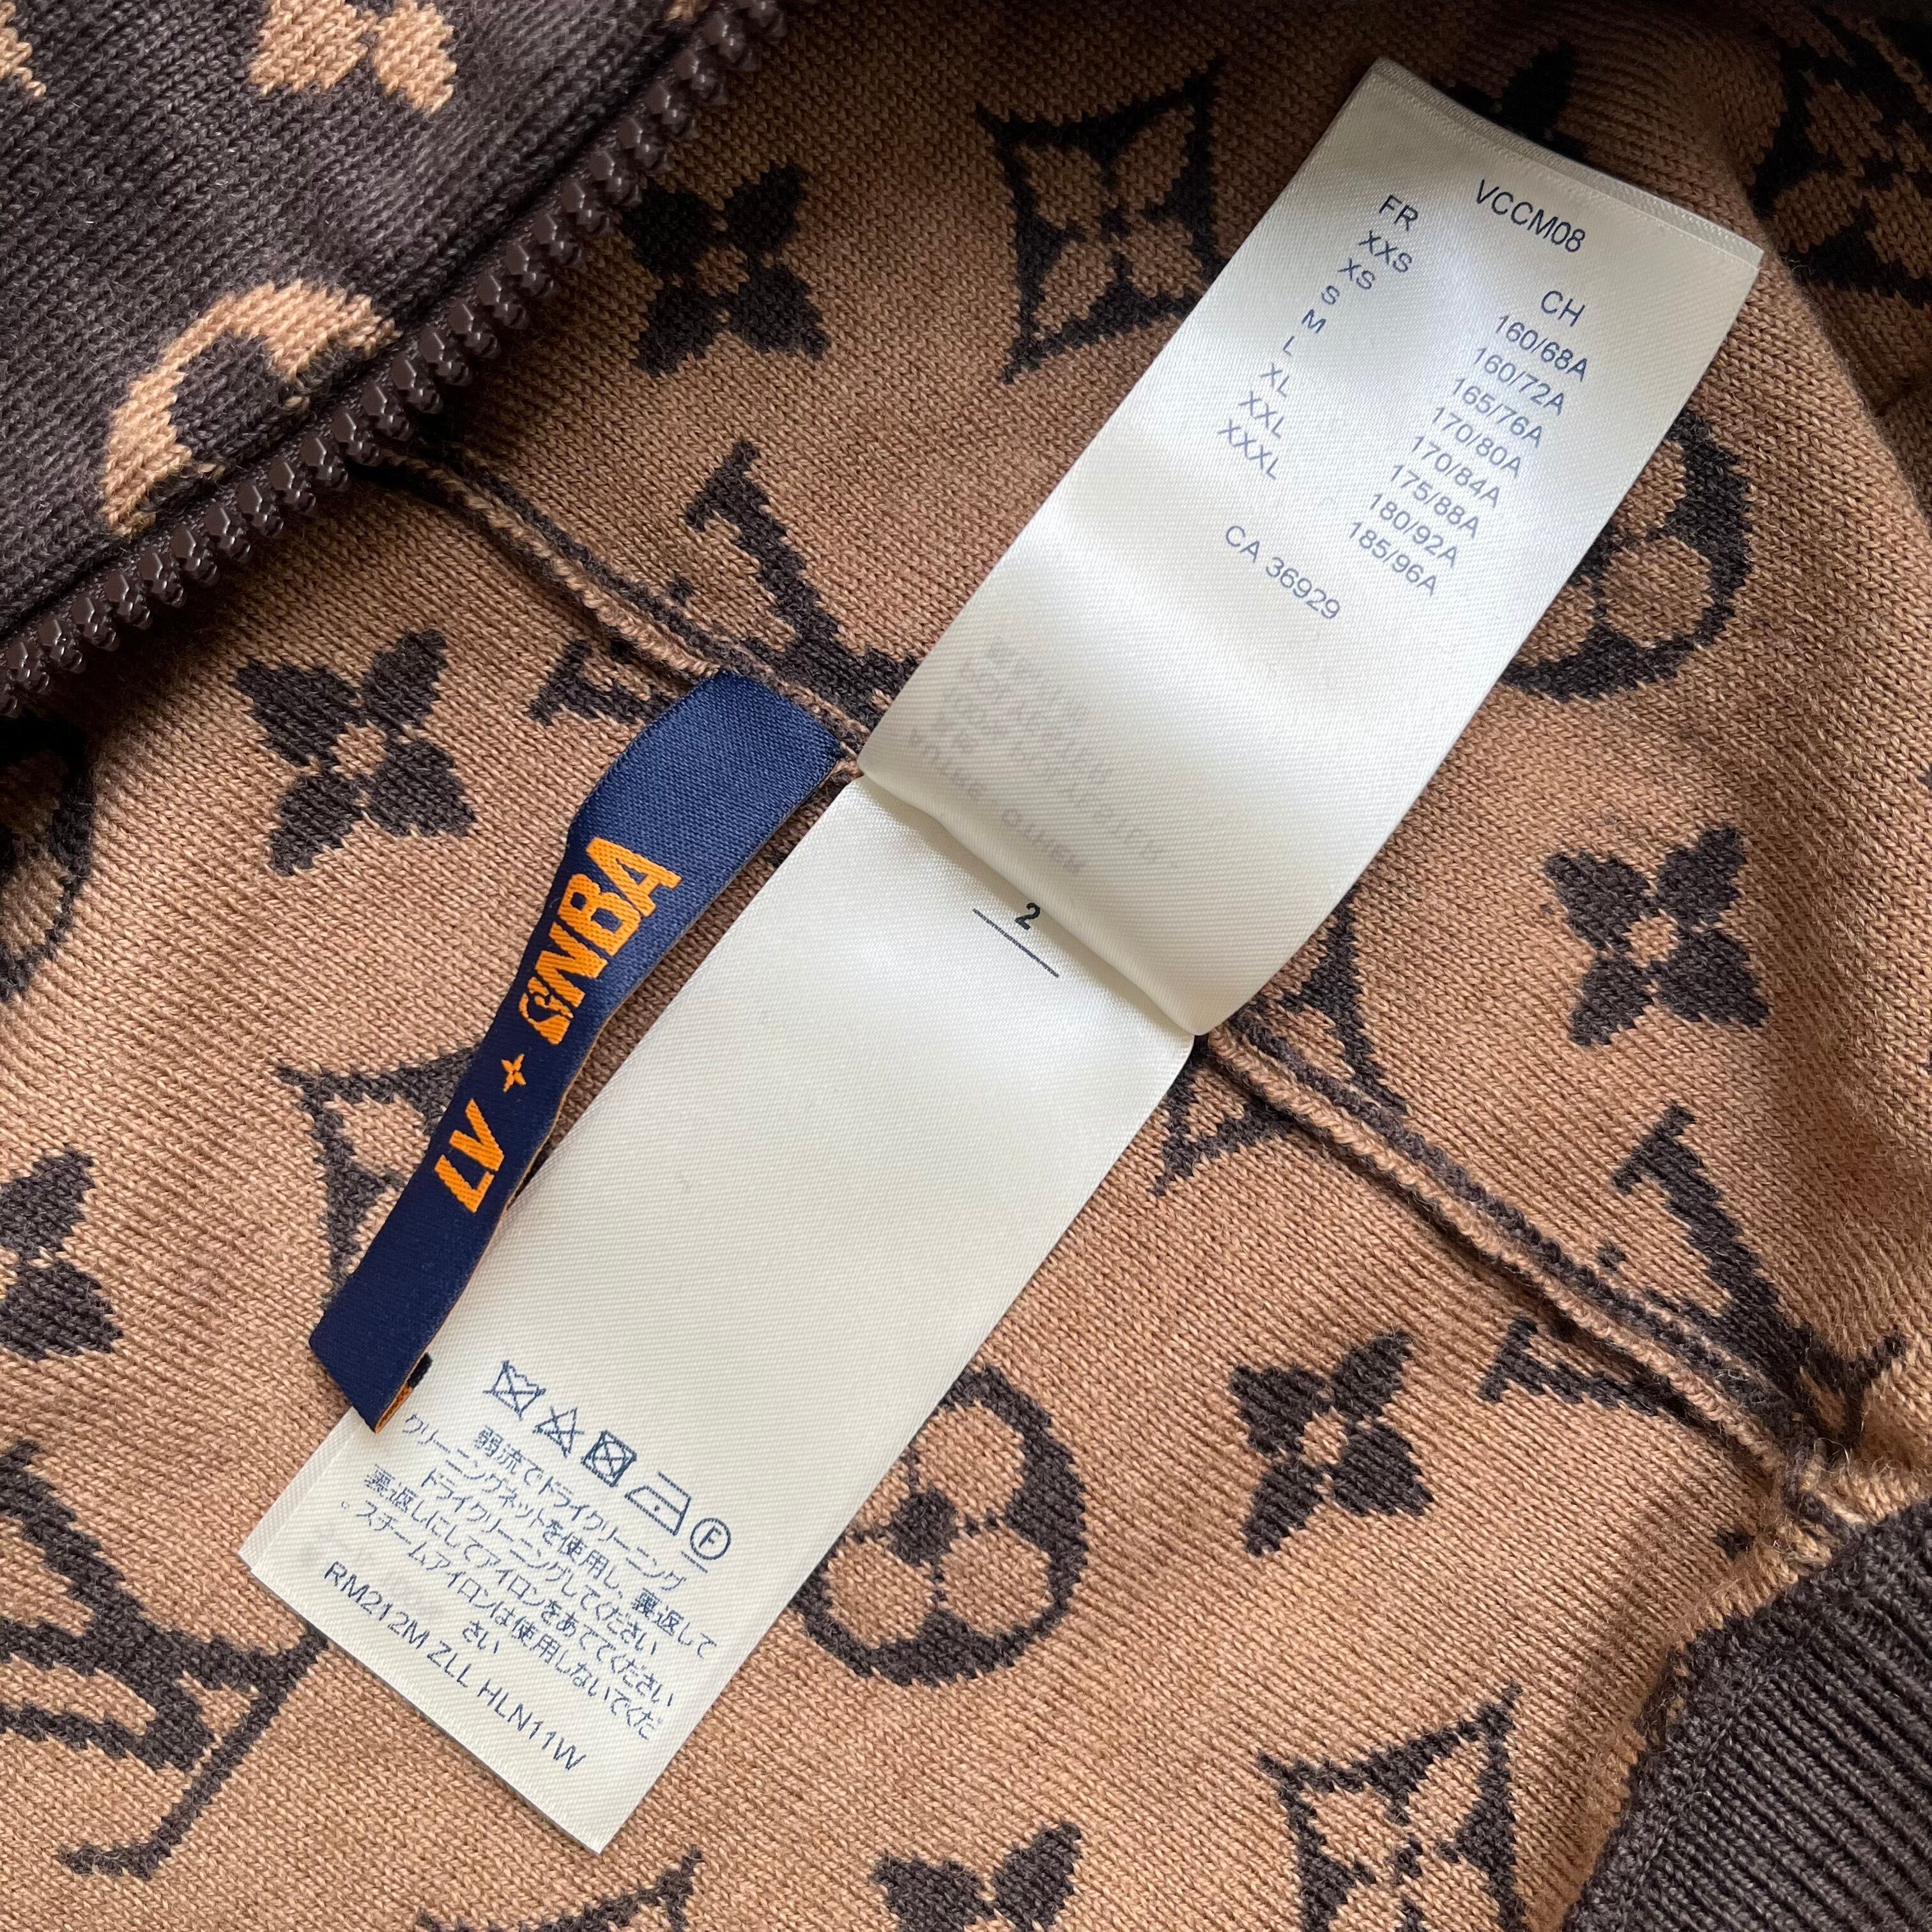 VCCM08
FR CH
XXS 160/68A
XS 160/72A
S 165/76A
M 170/80A
L 170/84A
XL 175/88A
XXL 180/92A
XXXL 185/96A
CA 36929
2
LV NBA
F
弱流でドライクリーニング
クリーニングネットを使用し、裏返して
ドライクリーニングしてください
裏返しにしてアイロンをあててください
。スチームアイロンは使用しないでくだ
さい
RM212M ZLL HLN11W